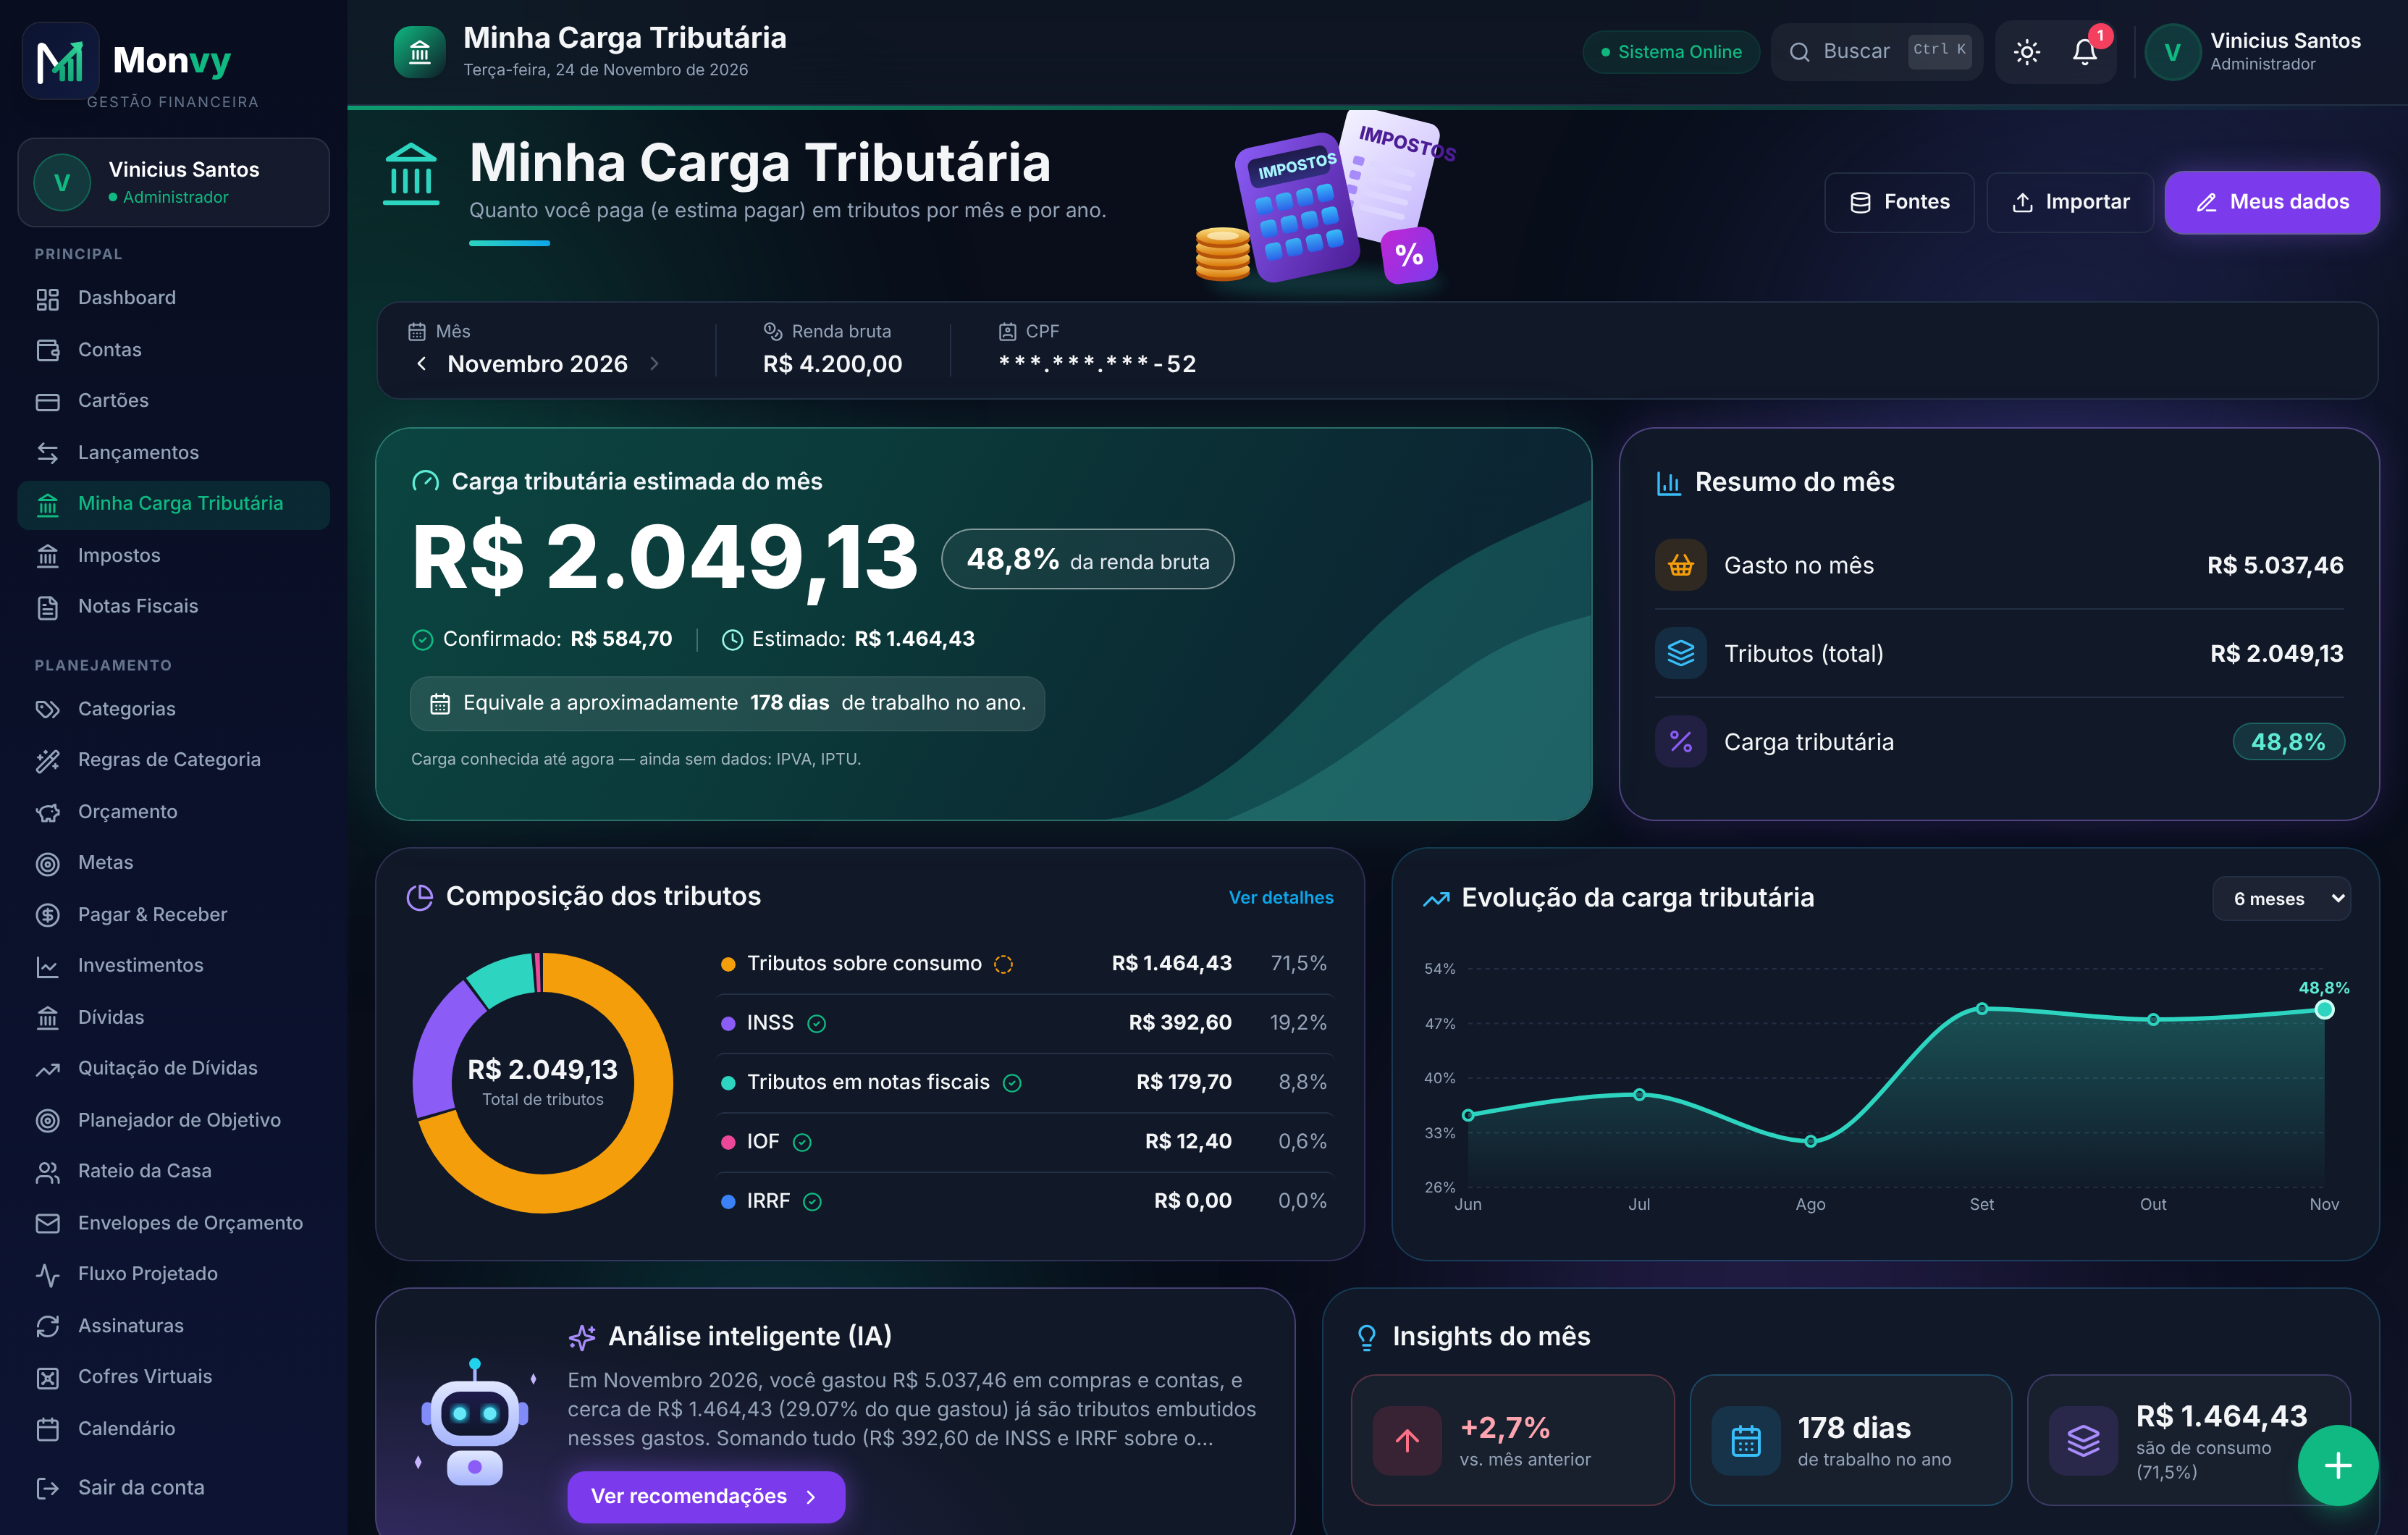 Monvy
GESTÃO FINANCEIRA
V
Vinicius Santos
Administrador
PRINCIPAL
Dashboard
Contas
Cartões
Lançamentos
Minha Carga Tributária
Impostos
Notas Fiscais
PLANEJAMENTO
Categorias
Regras de Categoria
Orçamento
Metas
Pagar & Receber
Investimentos
Dívidas
Quitação de Dívidas
Planejador de Objetivo
Rateio da Casa
Envelopes de Orçamento
Fluxo Projetado
Assinaturas
Cofres Virtuais
Calendário
Sair da conta
Minha Carga Tributária
Terça-feira, 24 de Novembro de 2026
Sistema Online
Buscar Ctrl K
1
V
Vinicius Santos
Administrador
Minha Carga Tributária
Quanto você paga (e estima pagar) em tributos por mês e por ano.
IMPOSTOS
IMPOSTOS
%
Fontes
Importar
Meus dados
Mês
Novembro 2026
Renda bruta
R$ 4.200,00
CPF
***.***.***-52
Carga tributária estimada do mês
R$ 2.049,13 48,8% da renda bruta
Confirmado: R$ 584,70 Estimado: R$ 1.464,43
Equivale a aproximadamente 178 dias de trabalho no ano.
Carga conhecida até agora — ainda sem dados: IPVA, IPTU.
Resumo do mês
Gasto no mês R$ 5.037,46
Tributos (total) R$ 2.049,13
Carga tributária 48,8%
Composição dos tributos Ver detalhes
R$ 2.049,13
Total de tributos
Tributos sobre consumo R$ 1.464,43 71,5%
INSS R$ 392,60 19,2%
Tributos em notas fiscais R$ 179,70 8,8%
IOF R$ 12,40 0,6%
IRRF R$ 0,00 0,0%
Evolução da carga tributária 6 meses
54%
47%
40%
33%
26%
48,8%
Jun Jul Ago Set Out Nov
Análise inteligente (IA)
Em Novembro 2026, você gastou R$ 5.037,46 em compras e contas, e
cerca de R$ 1.464,43 (29.07% do que gastou) já são tributos embutidos
nesses gastos. Somando tudo (R$ 392,60 de INSS e IRRF sobre o...
Ver recomendações
Insights do mês
+2,7%
vs. mês anterior
178 dias
de trabalho no ano
R$ 1.464,43
são de consumo
(71,5%)